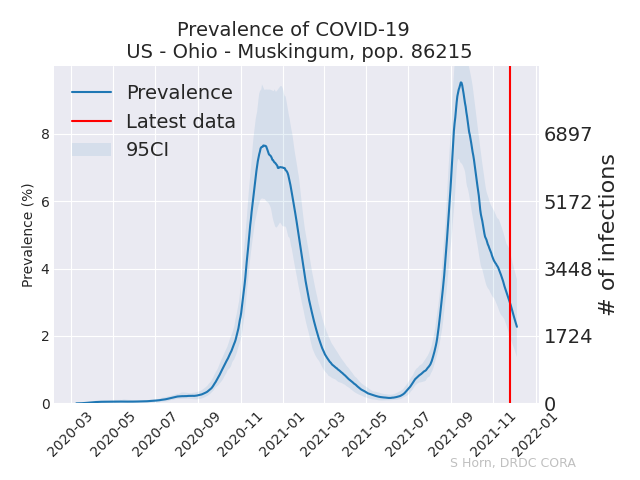 Prevalence of COVID-19
US - Ohio - Muskingum, pop. 86215
Prevalence
Latest data
95CI
Prevalence (%)
8
6
4
2
0
6897
5172
3448
1724
0
# of infections
2020-03
2020-05
2020-07
2020-09
2020-11
2021-01
2021-03
2021-05
2021-07
2021-09
2021-11
2022-01
S Horn, DRDC CORA